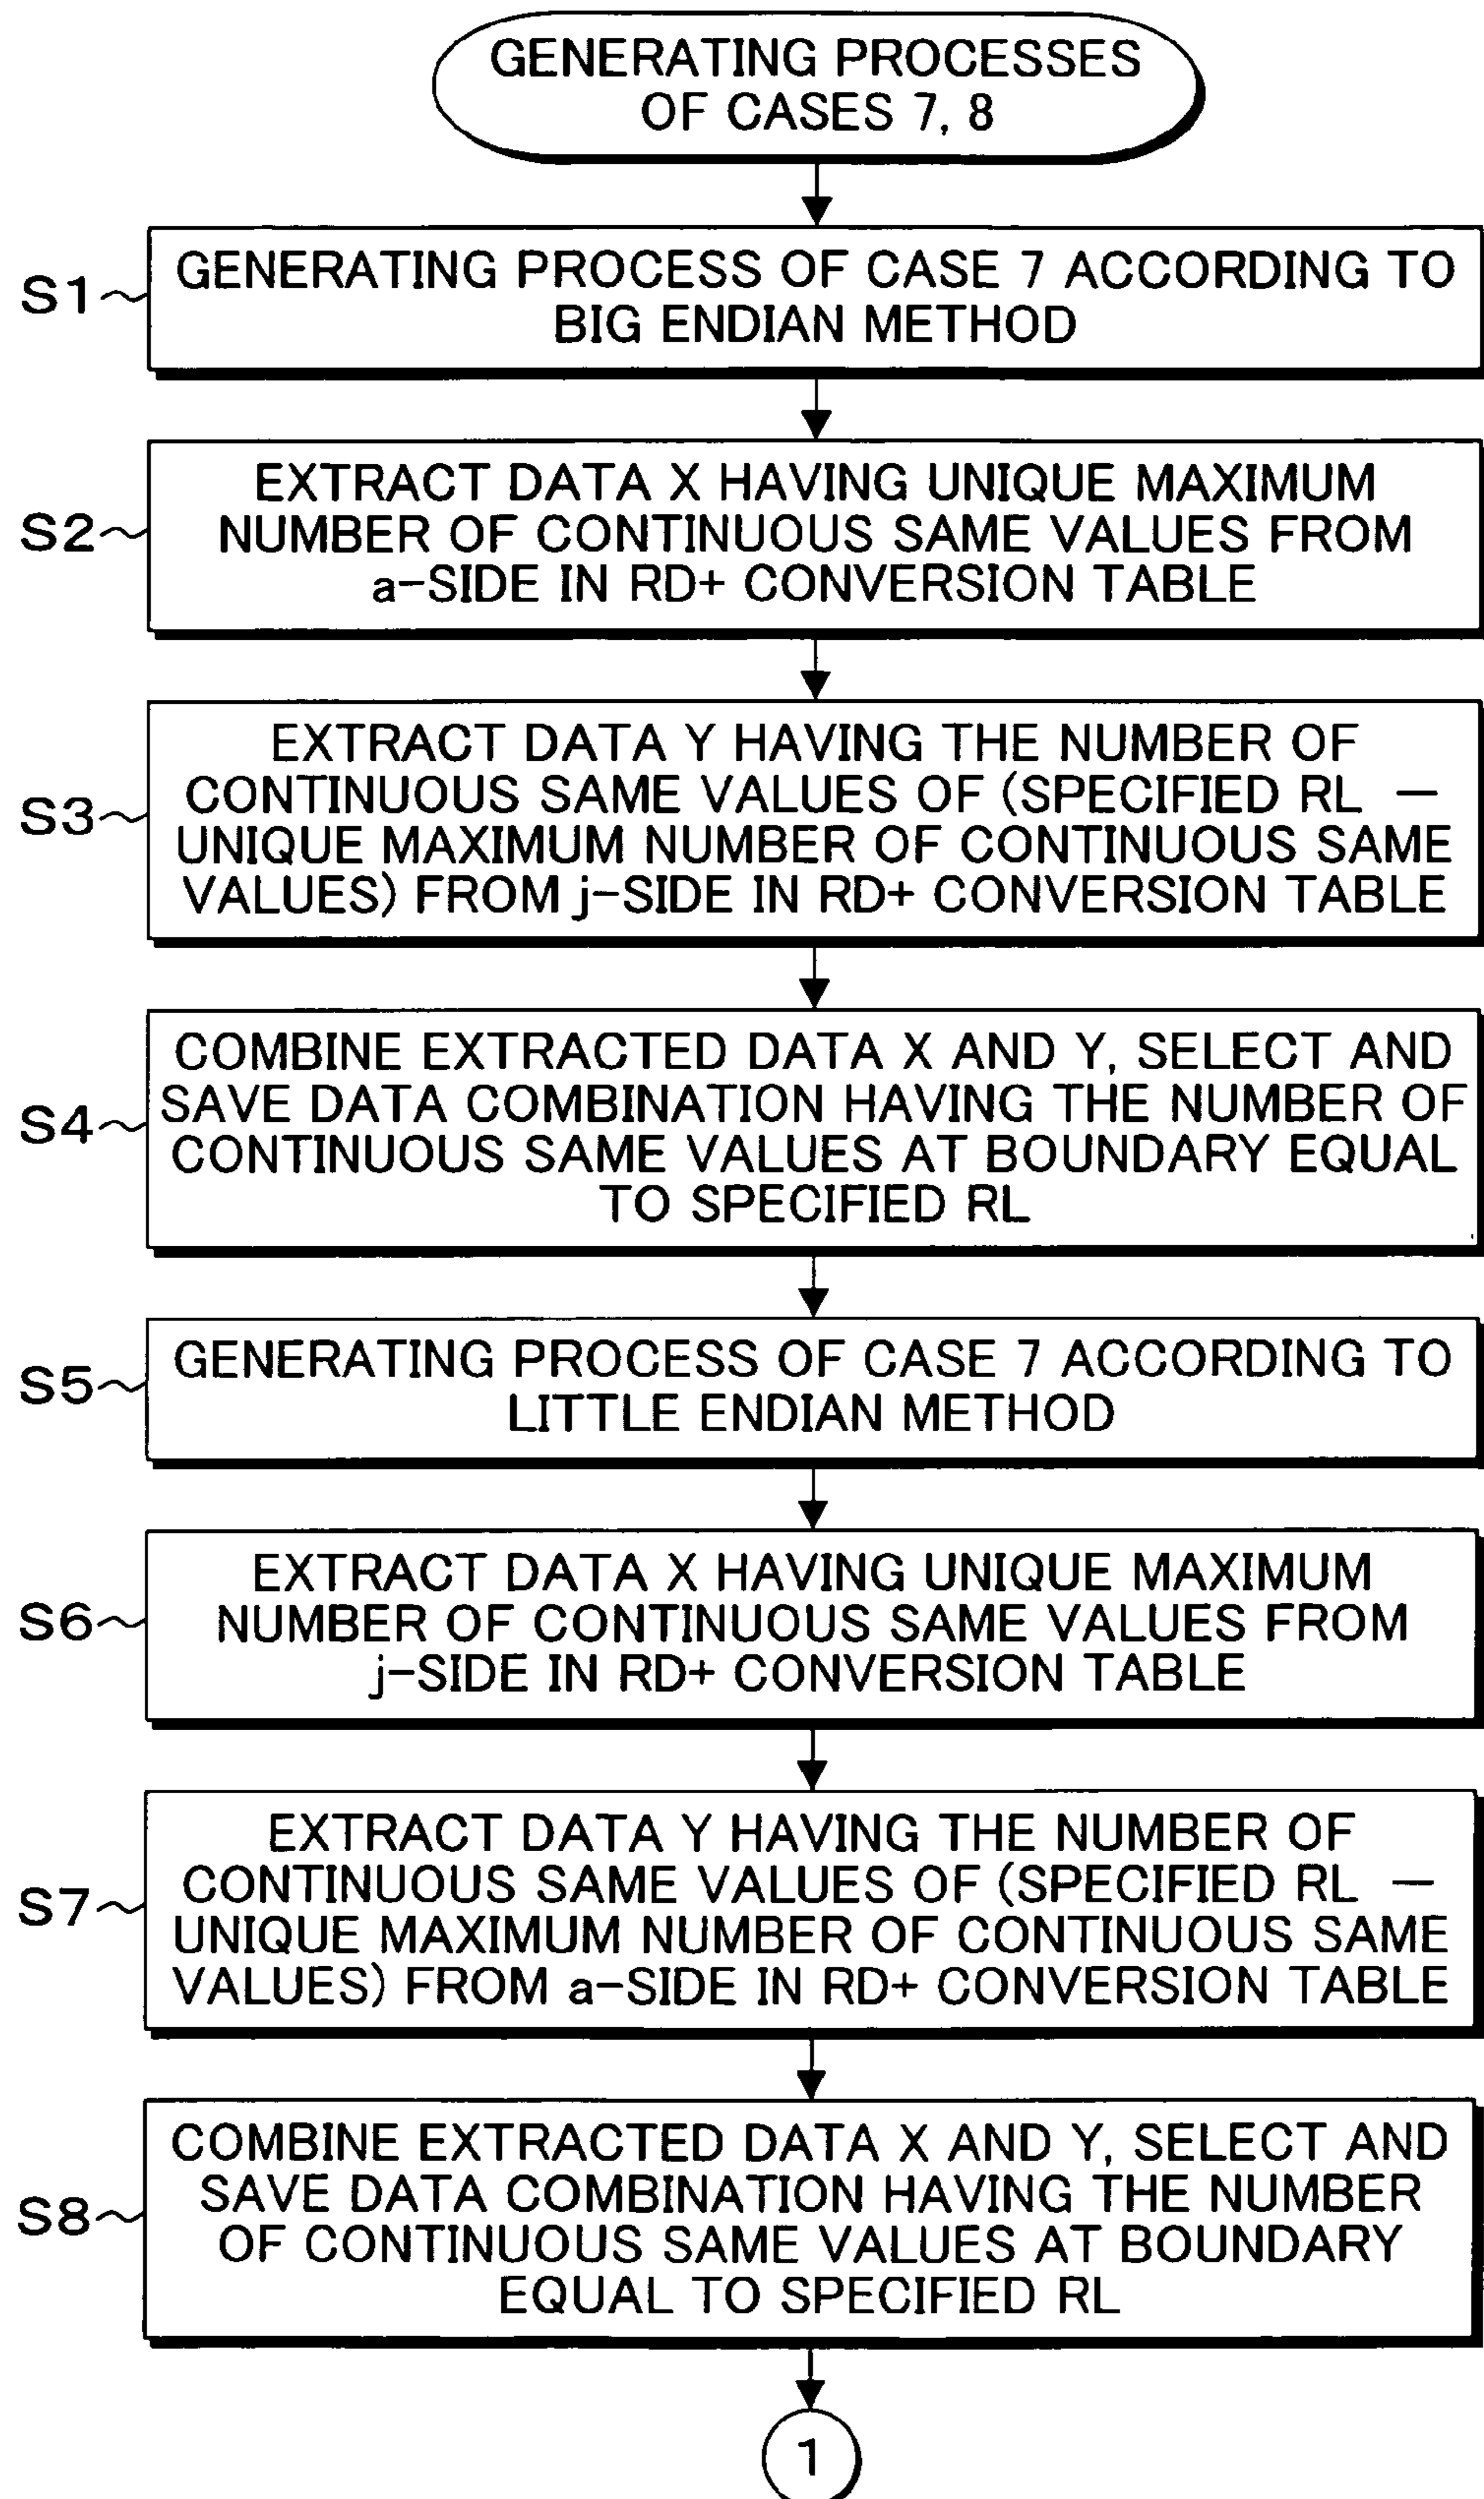 GENERATING PROCESSES
OF CASES 7, 8
S1
GENERATING PROCESS OF CASE 7 ACCORDING TO
BIG ENDIAN METHOD
S2
EXTRACT DATA X HAVING UNIQUE MAXIMUM
NUMBER OF CONTINUOUS SAME VALUES FROM
a-SIDE IN RD+ CONVERSION TABLE
S3
EXTRACT DATA Y HAVING THE NUMBER OF
CONTINUOUS SAME VALUES OF (SPECIFIED RL —
UNIQUE MAXIMUM NUMBER OF CONTINUOUS SAME
VALUES) FROM j-SIDE IN RD+ CONVERSION TABLE
S4
COMBINE EXTRACTED DATA X AND Y, SELECT AND
SAVE DATA COMBINATION HAVING THE NUMBER OF
CONTINUOUS SAME VALUES AT BOUNDARY EQUAL
TO SPECIFIED RL
S5
GENERATING PROCESS OF CASE 7 ACCORDING TO
LITTLE ENDIAN METHOD
S6
EXTRACT DATA X HAVING UNIQUE MAXIMUM
NUMBER OF CONTINUOUS SAME VALUES FROM
j-SIDE IN RD+ CONVERSION TABLE
S7
EXTRACT DATA Y HAVING THE NUMBER OF
CONTINUOUS SAME VALUES OF (SPECIFIED RL —
UNIQUE MAXIMUM NUMBER OF CONTINUOUS SAME
VALUES) FROM a-SIDE IN RD+ CONVERSION TABLE
S8
COMBINE EXTRACTED DATA X AND Y, SELECT AND
SAVE DATA COMBINATION HAVING THE NUMBER
OF CONTINUOUS SAME VALUES AT BOUNDARY
EQUAL TO SPECIFIED RL
1